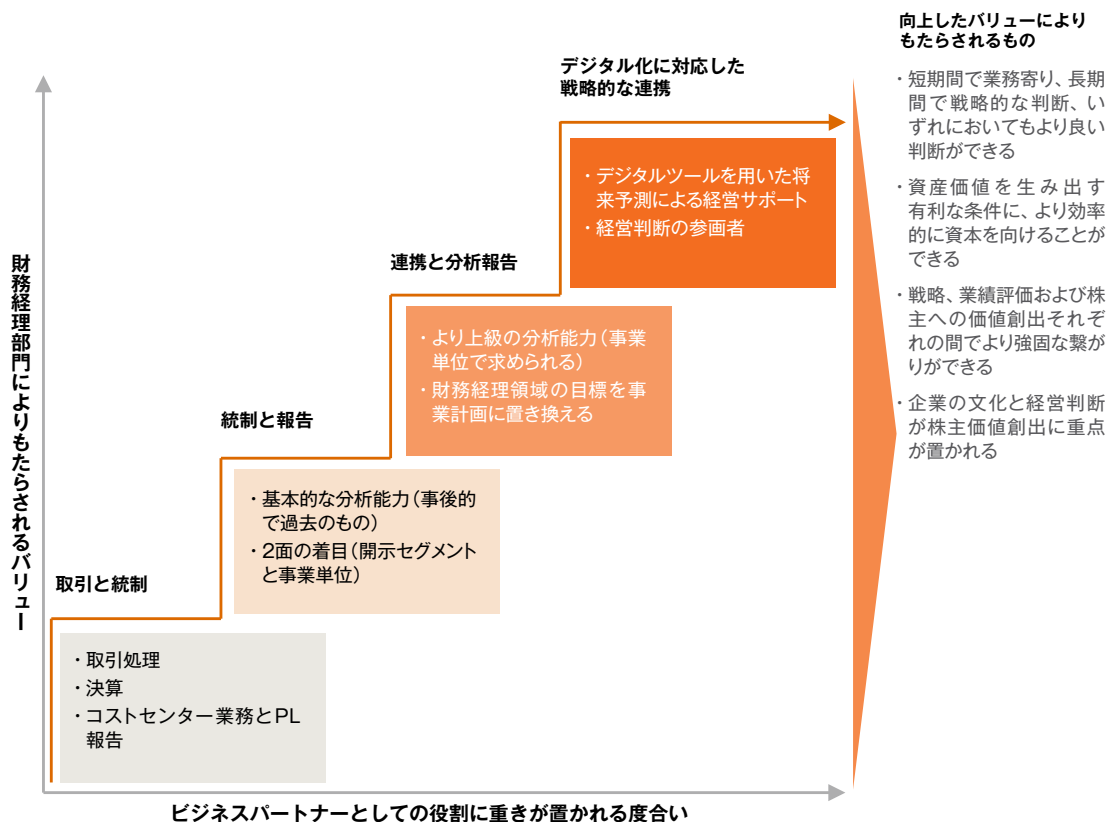 財務経理部門によりもたらされるバリュー
取引と統制
・取引処理
・決算
・コストセンター業務とPL
報告
統制と報告
・基本的な分析能力（事後的
で過去のもの）
・2面の着目（開示セグメント
と事業単位）
連携と分析報告
・より上級の分析能力（事業
単位で求められる）
・財務経理領域の目標を事
業計画に置き換える
デジタル化に対応した
戦略的な連携
・デジタルツールを用いた将
来予測による経営サポート
・経営判断の参画者
ビジネスパートナーとしての役割に重きが置かれる度合い
向上したバリューにより
もたらされるもの
・短期間で業務寄り、長期
間で戦略的な判断、い
ずれにおいてもより良い
判断ができる
・資産価値を生み出す
有利な条件に、より効率
的に資本を向けることが
できる
・戦略、業績評価および株
主への価値創出それぞ
れの間でより強固な繋が
りができる
・企業の文化と経営判断
が株主価値創出に重点
が置かれる